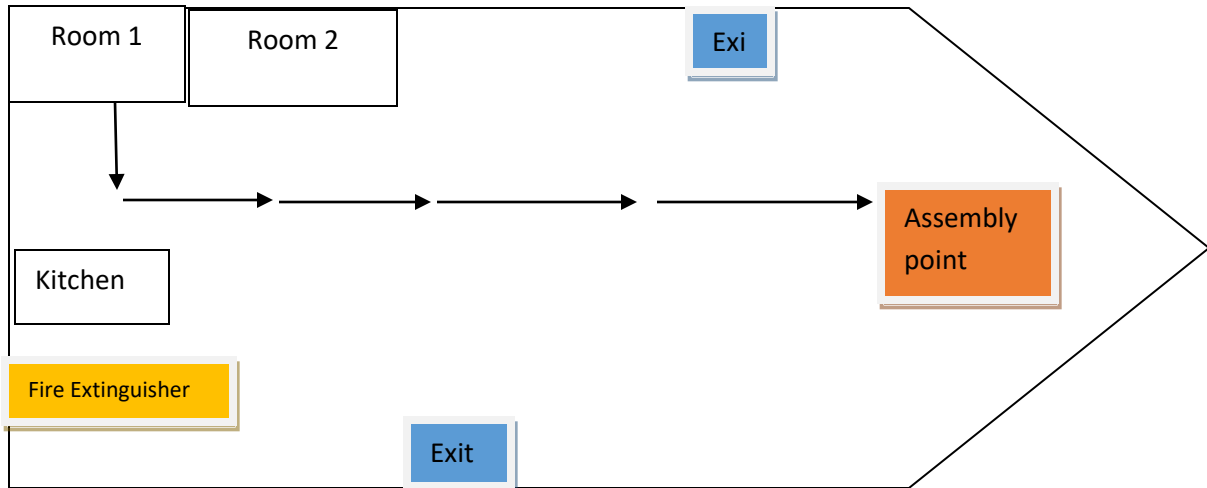 Room 1
Room 2
Exi
Assembly
point
Kitchen
Fire Extinguisher
Exit